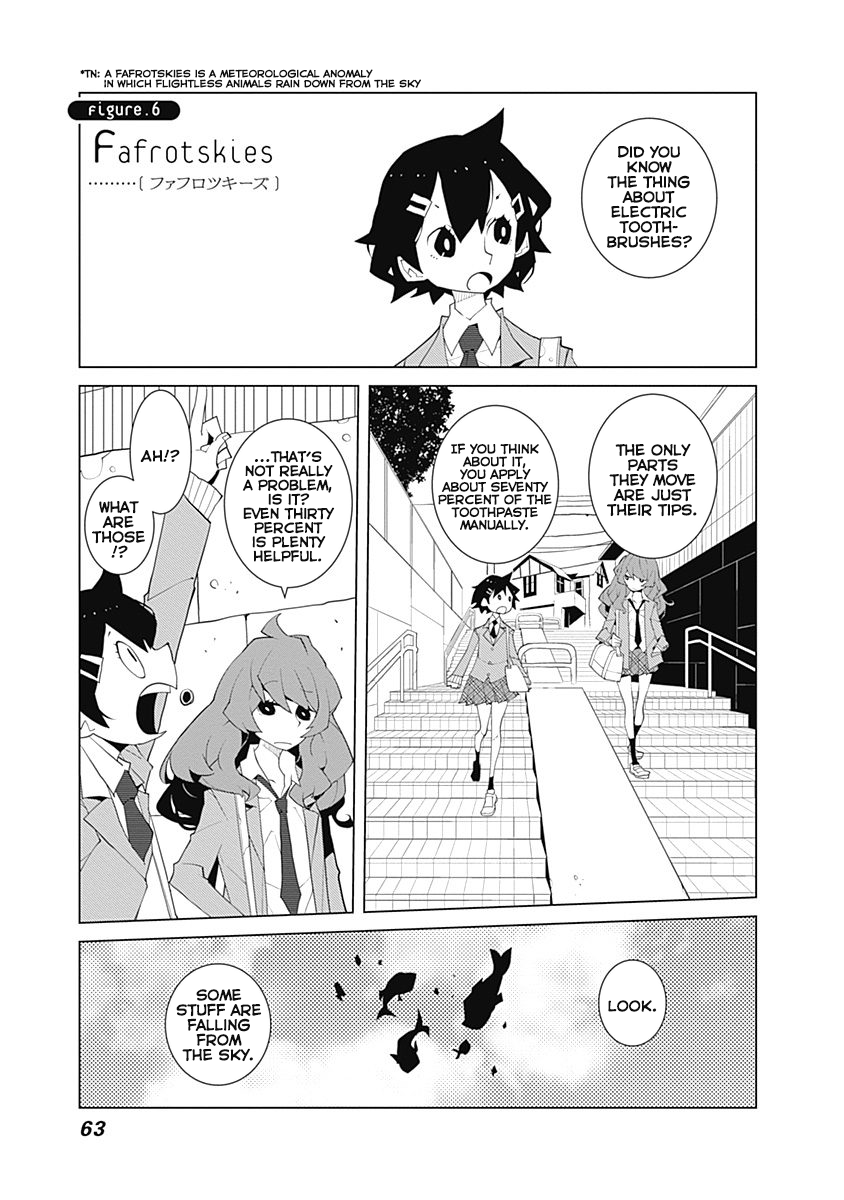 *TN: A FAFROTSKIES IS A METEOROLOGICAL ANOMALY
IN WHICH FLIGHTLESS ANIMALS RAIN DOWN FROM THE SKY
Figure.6
Fafrotskies
………〔ファフロツキーズ〕
DID YOU
KNOW
THE THING
ABOUT
ELECTRIC
TOOTH-
BRUSHES?
THE ONLY
PARTS
THEY MOVE
ARE JUST
THEIR TIPS.
IF YOU THINK
ABOUT IT,
YOU APPLY
ABOUT SEVENTY
PERCENT OF THE
TOOTHPASTE
MANUALLY.
...THAT'S
NOT REALLY
A PROBLEM,
IS IT?
EVEN THIRTY
PERCENT
IS PLENTY
HELPFUL.
AH!?
WHAT
ARE
THOSE
!?
LOOK.
SOME
STUFF ARE
FALLING
FROM
THE SKY.
63